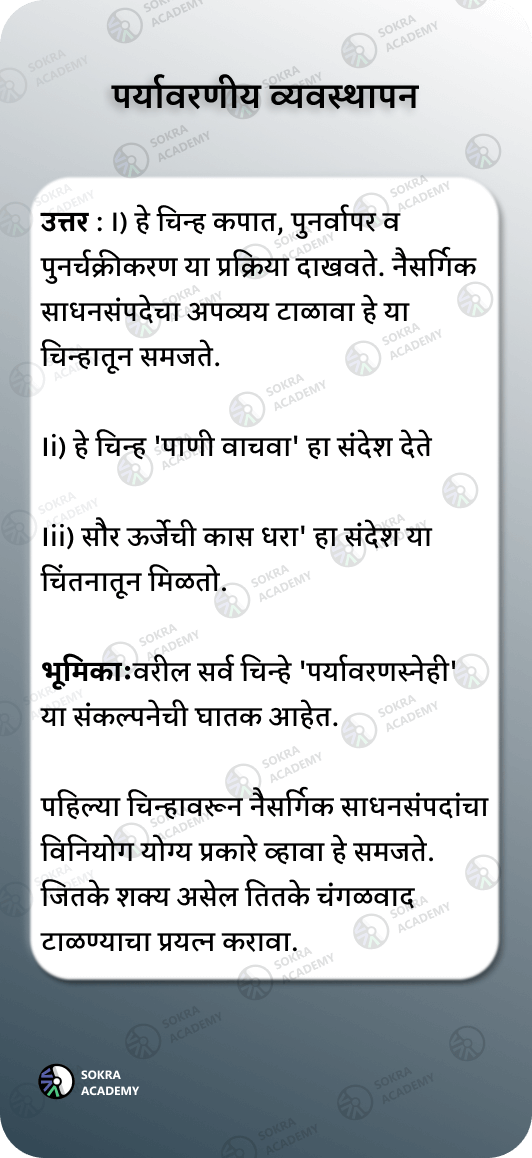 पर्यावरणीय व्यवस्थापन
उत्तर : I) हे चिन्ह कपात, पुनर्वापर व
पुनर्चक्रीकरण या प्रक्रिया दाखवते. नैसर्गिक
साधनसंपदेचा अपव्यय टाळावा हे या
चिन्हातून समजते.
Ii) हे चिन्ह 'पाणी वाचवा' हा संदेश देते
Iii) सौर ऊर्जेची कास धरा' हा संदेश या
चिंतनातून मिळतो.
भूमिकाः वरील सर्व चिन्हे 'पर्यावरणस्नेही'
या संकल्पनेची घातक आहेत.
पहिल्या चिन्हावरून नैसर्गिक साधनसंपदांचा
विनियोग योग्य प्रकारे व्हावा हे समजते.
जितके शक्य असेल तितके चंगळवाद
टाळण्याचा प्रयत्न करावा.
SOKRA
ACADEMY